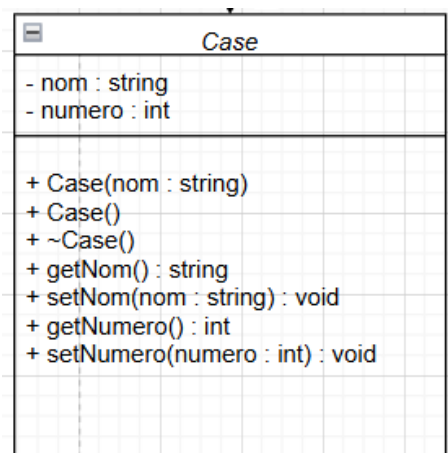 Case
- nom : string
- numero : int
+ Case(nom : string)
+ Case()
+ ~Case()
+ getNom() : string
+ setNom(nom : string) : void
+ getNumero() : int
+ setNumero(numero : int) : void